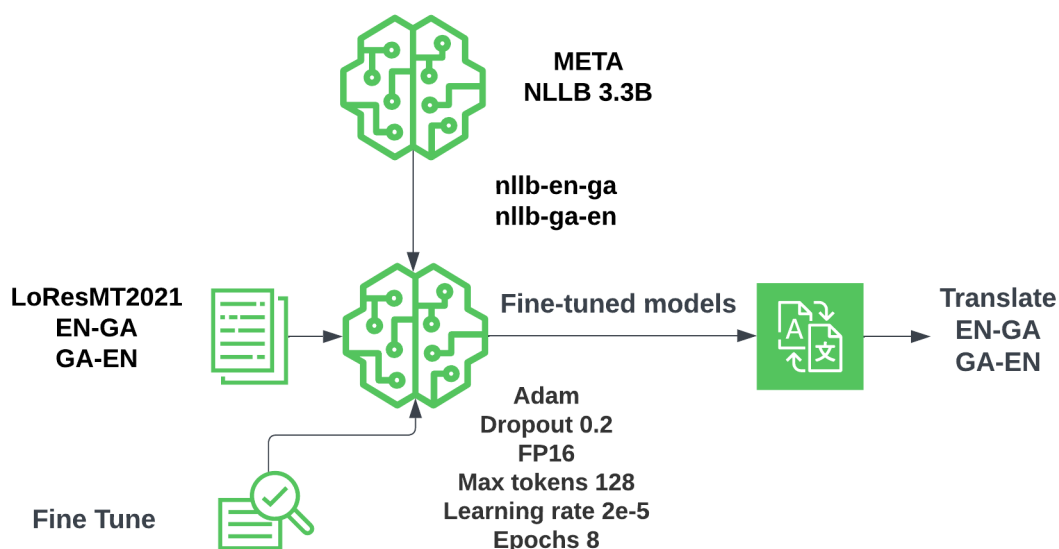 META
NLLB 3.3B
nllb-en-ga
nllb-ga-en
LoResMT2021
EN-GA
GA-EN
Fine-tuned models
A
文
Translate
EN-GA
GA-EN
Adam
Dropout 0.2
FP16
Max tokens 128
Learning rate 2e-5
Epochs 8
Fine Tune